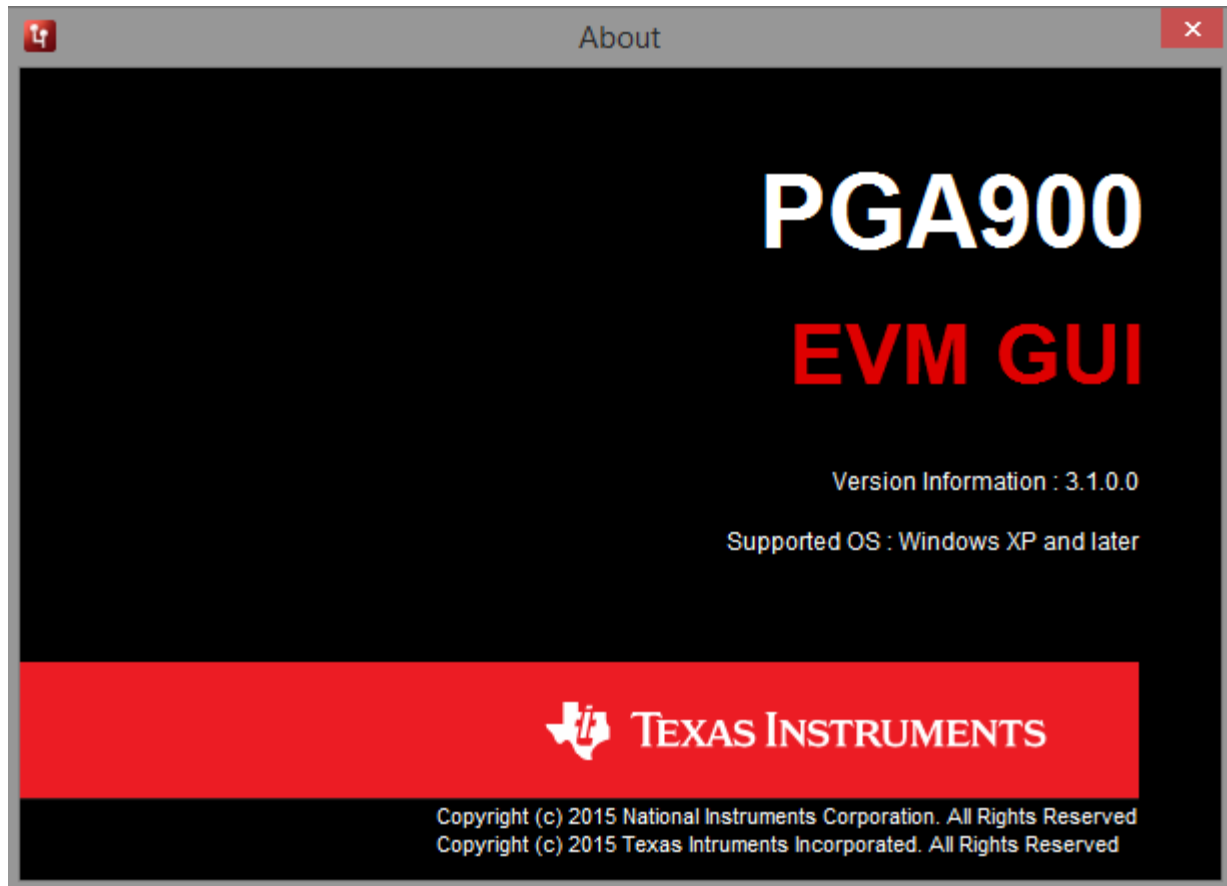 About
PGA900
EVM GUI
Version Information : 3.1.0.0
Supported OS : Windows XP and later
TEXAS INSTRUMENTS
Copyright (c) 2015 National Instruments Corporation. All Rights Reserved
Copyright (c) 2015 Texas Intruments Incorporated. All Rights Reserved